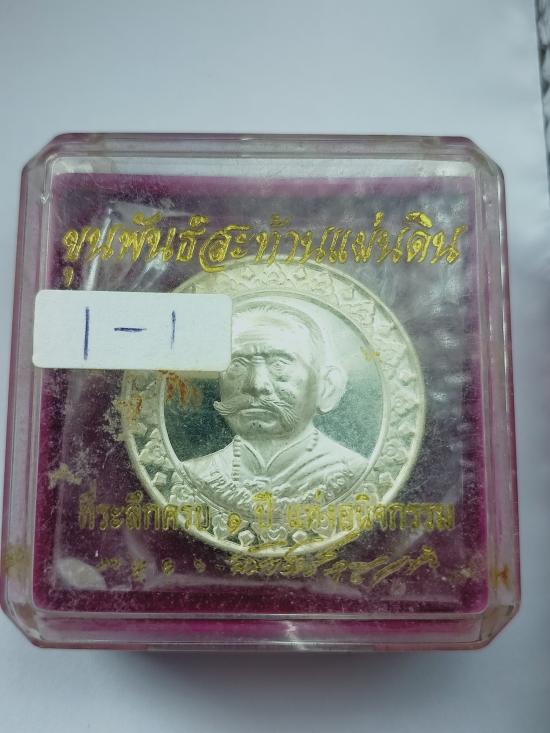 ขุนพันธ์สะท้านแผ่นดิน
1-1
ที่ระลึกครบ ๑ ปี แห่งอนิจกรรม